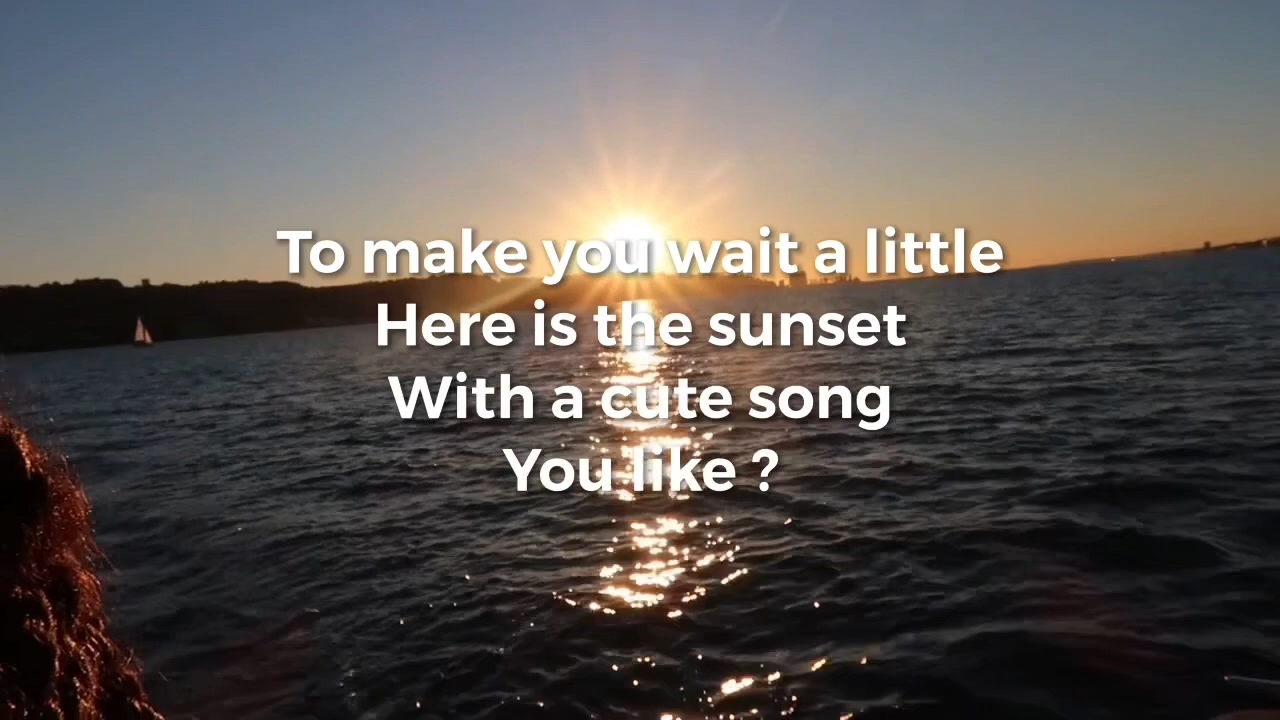 To make you wait a little
Here is the sunset
With a cute song
You like ?